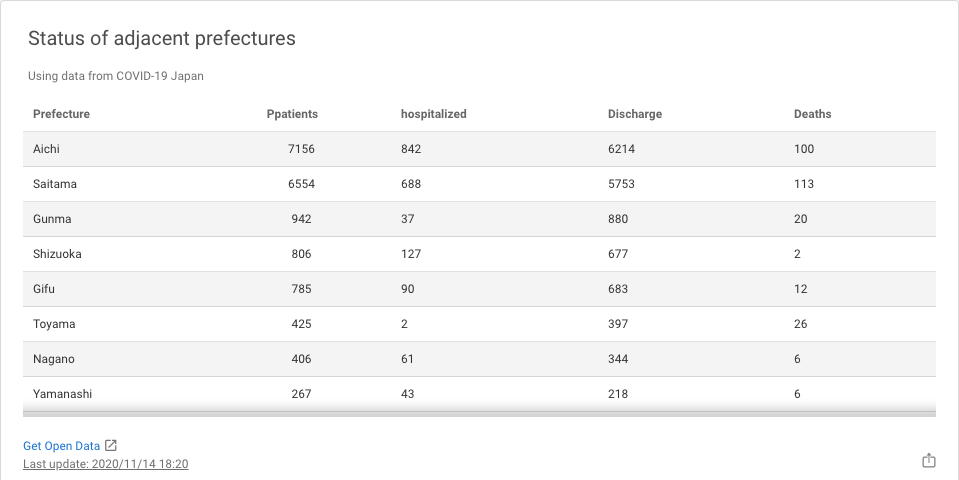 Status of adjacent prefectures
Using data from COVID-19 Japan
Prefecture Ppatients hospitalized Discharge Deaths
Aichi 7156 842 6214 100
Saitama 6554 688 5753 113
Gunma 942 37 880 20
Shizuoka 806 127 677 2
Gifu 785 90 683 12
Toyama 425 2 397 26
Nagano 406 61 344 6
Yamanashi 267 43 218 6
Get Open Data
Last update: 2020/11/14 18:20